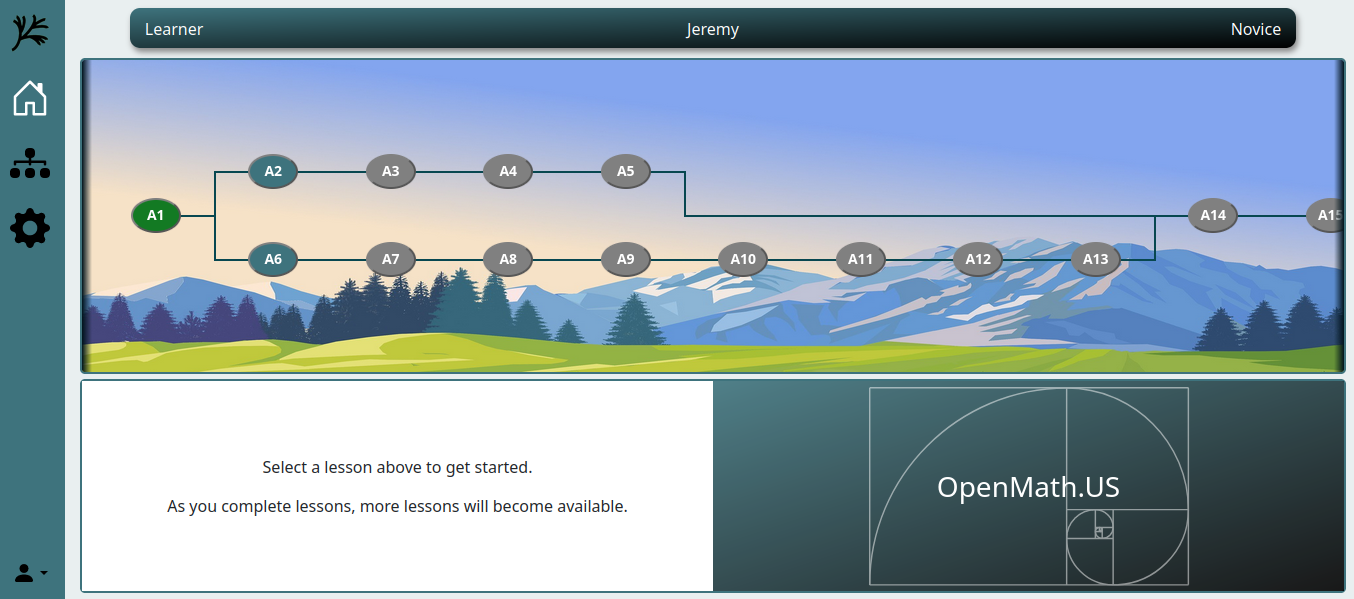 Learner Jeremy Novice
A2 A3 A4 A5
A1 A14 A15
A6 A7 A8 A9 A10 A11 A12 A13
Select a lesson above to get started.
As you complete lessons, more lessons will become available.
OpenMath.US